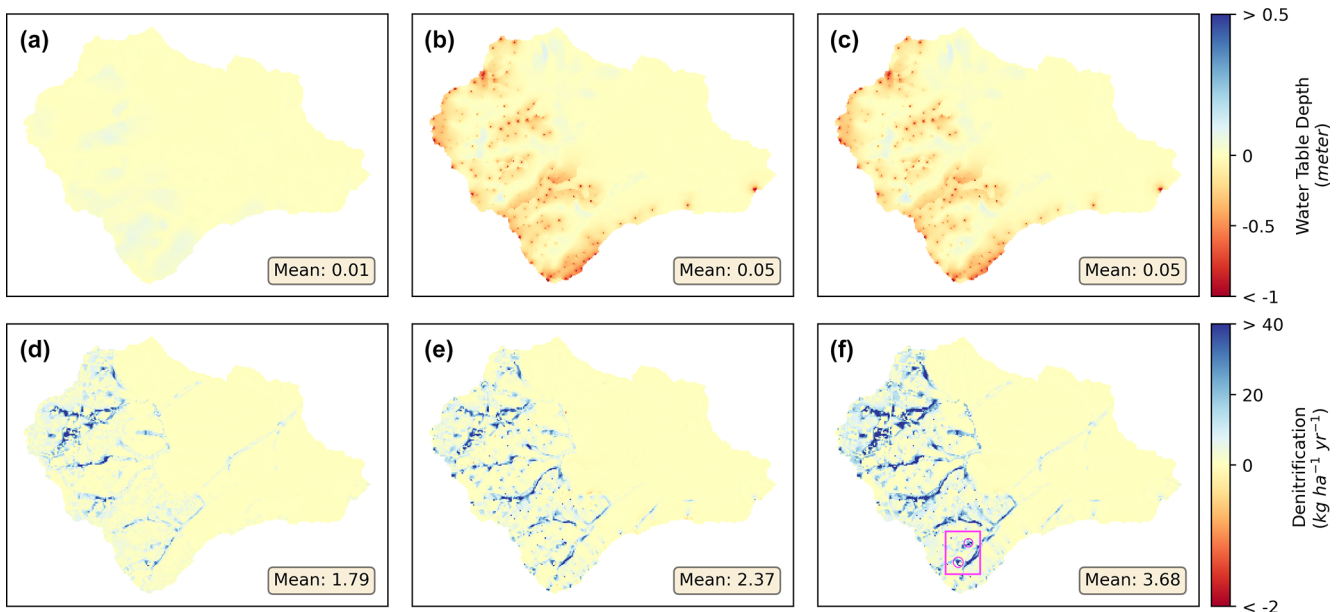 (a)
(b)
(c)
Mean: 0.01
Mean: 0.05
Mean: 0.05
> 0.5
0
-0.5
< -1
Water Table Depth
(meter)
(d)
(e)
(f)
Mean: 1.79
Mean: 2.37
Mean: 3.68
> 40
20
0
< -2
Denitrification
(kg ha⁻¹ yr⁻¹)